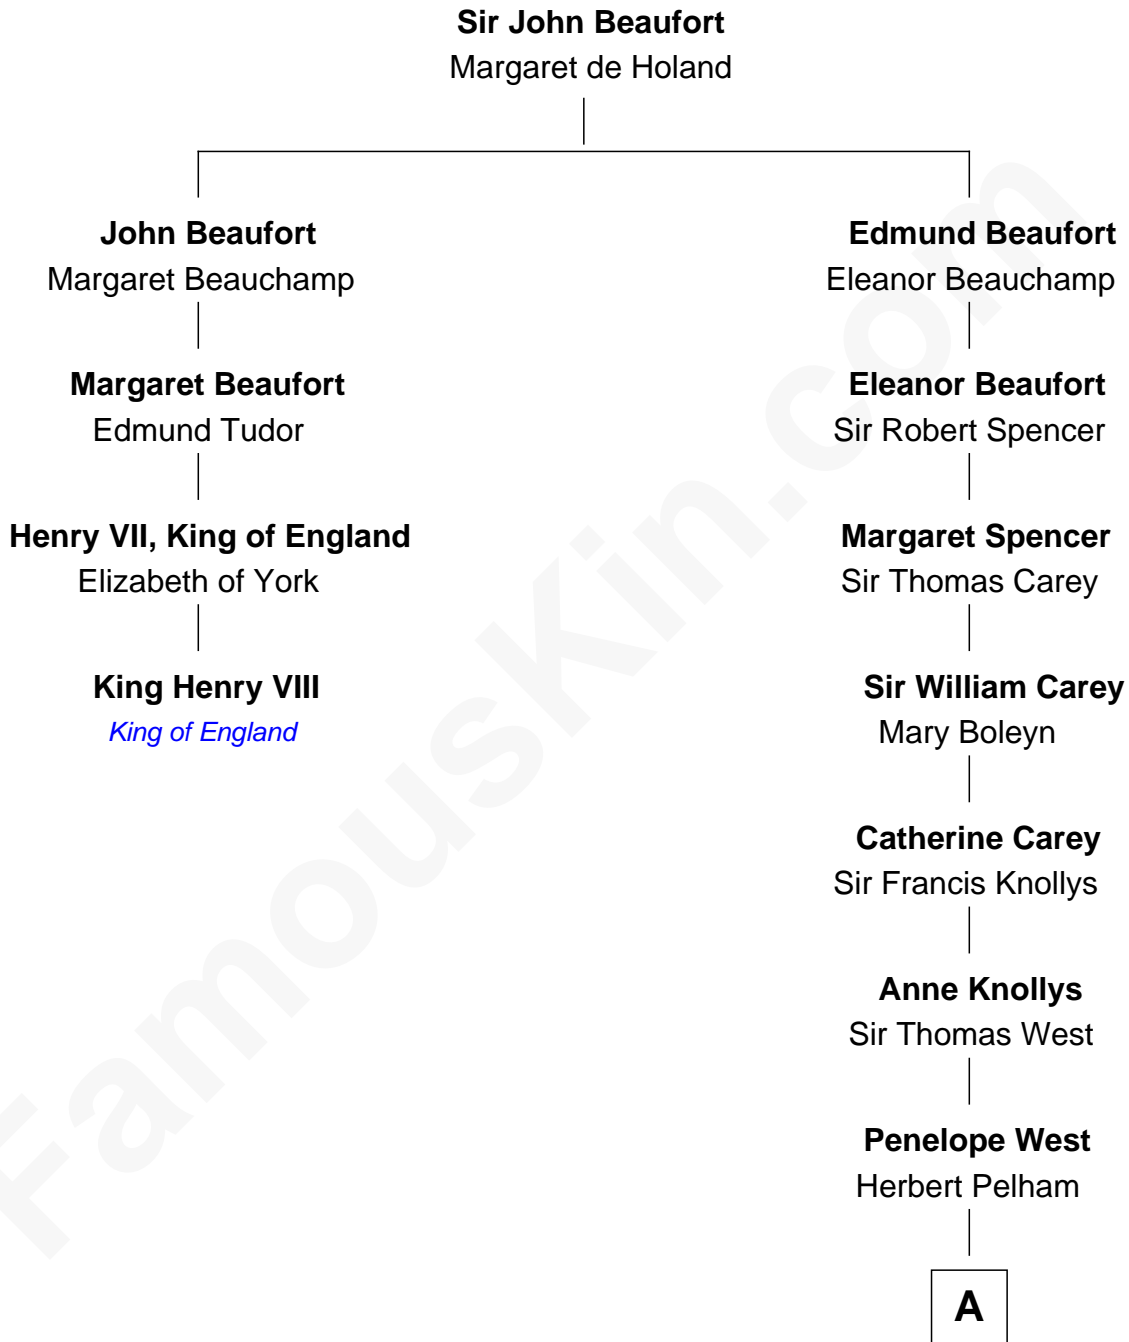 Sir John Beaufort
Margaret de Holand
John Beaufort
Margaret Beauchamp
Margaret Beaufort
Edmund Tudor
Henry VII, King of England
Elizabeth of York
King Henry VIII
King of England
Edmund Beaufort
Eleanor Beauchamp
Eleanor Beaufort
Sir Robert Spencer
Margaret Spencer
Sir Thomas Carey
Sir William Carey
Mary Boleyn
Catherine Carey
Sir Francis Knollys
Anne Knollys
Sir Thomas West
Penelope West
Herbert Pelham
A
FamousKin.com